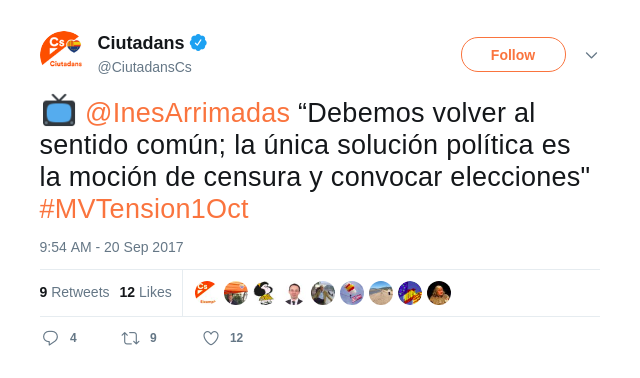 Cs
Ciutadans
Ciutadans
@CiutadansCs
Follow
@InesArrimadas “Debemos volver al
sentido común; la única solución política es
la moción de censura y convocar elecciones"
#MVTension1Oct
9:54 AM - 20 Sep 2017
9 Retweets 12 Likes
Cs
4 9 12